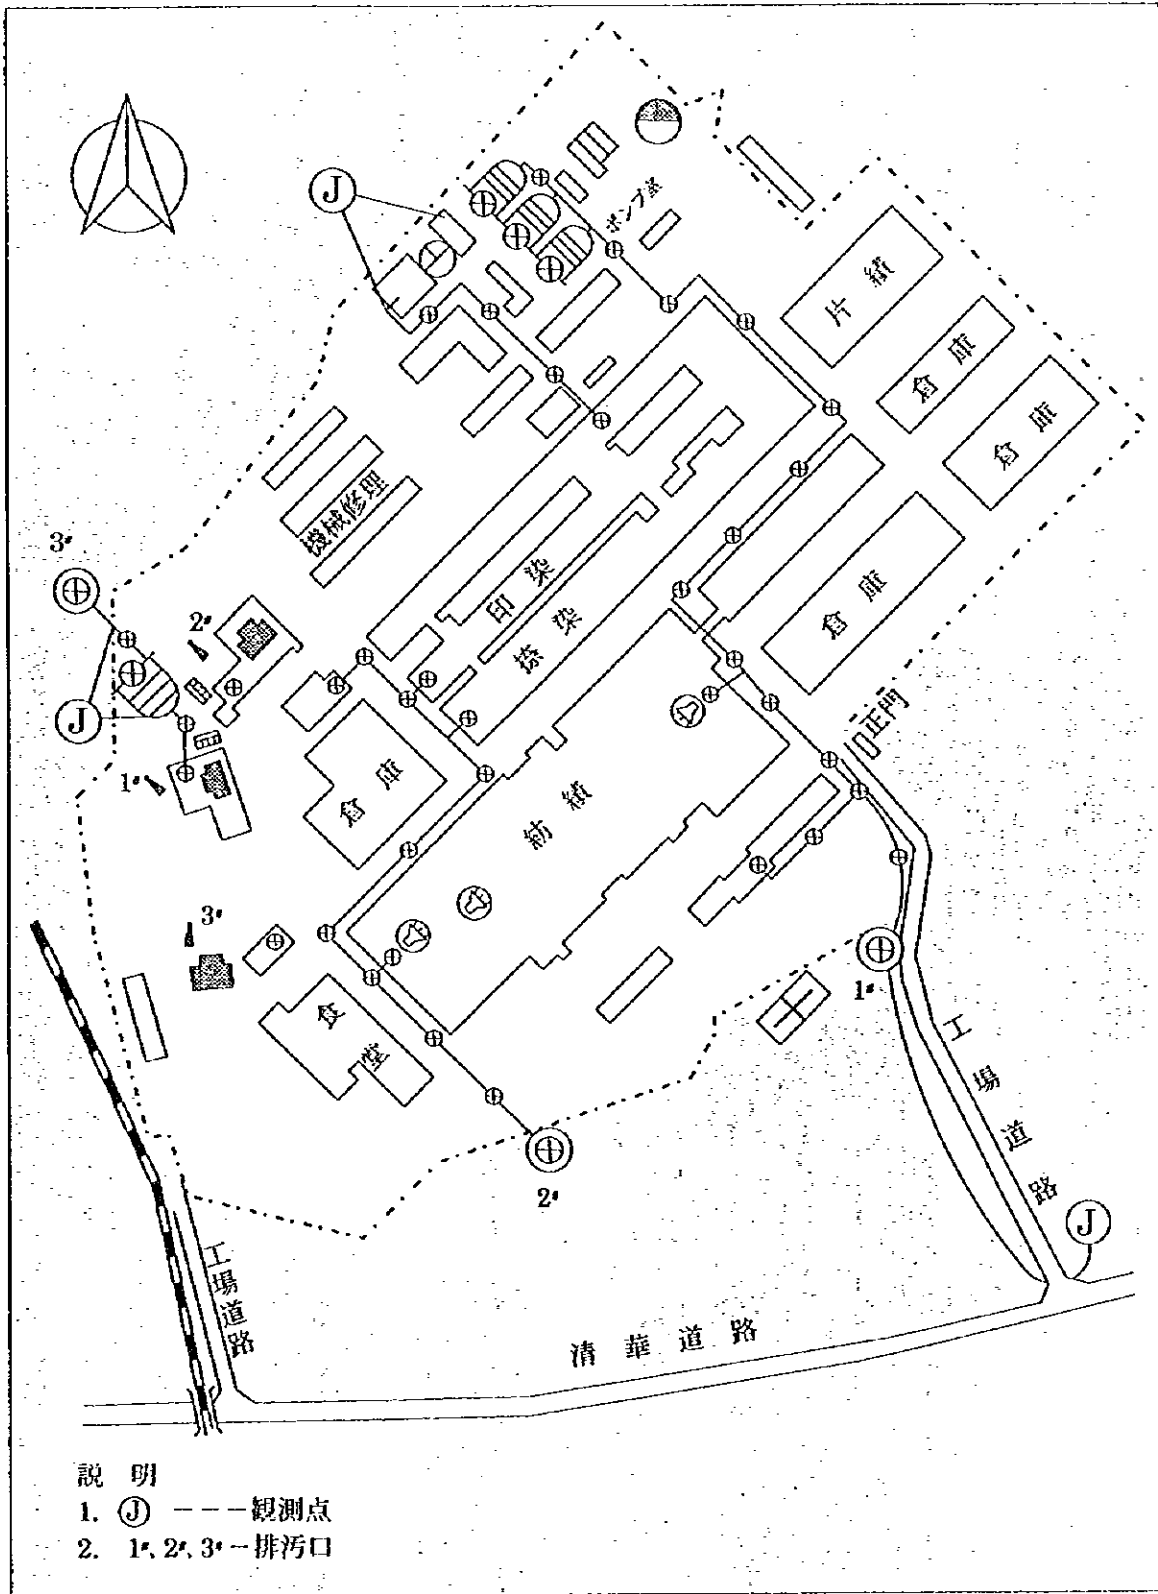 J
ポンプ
片績
倉庫
倉庫
機械修理
印染
捺染
倉庫
3#
2#
J
1#
正門
倉庫
紡績
3#
1#
食堂
2#
工場道路
J
工場道路
清華道路
説 明
1. Ⓙ ---観測点
2. 1#、2#、3#-排汚口